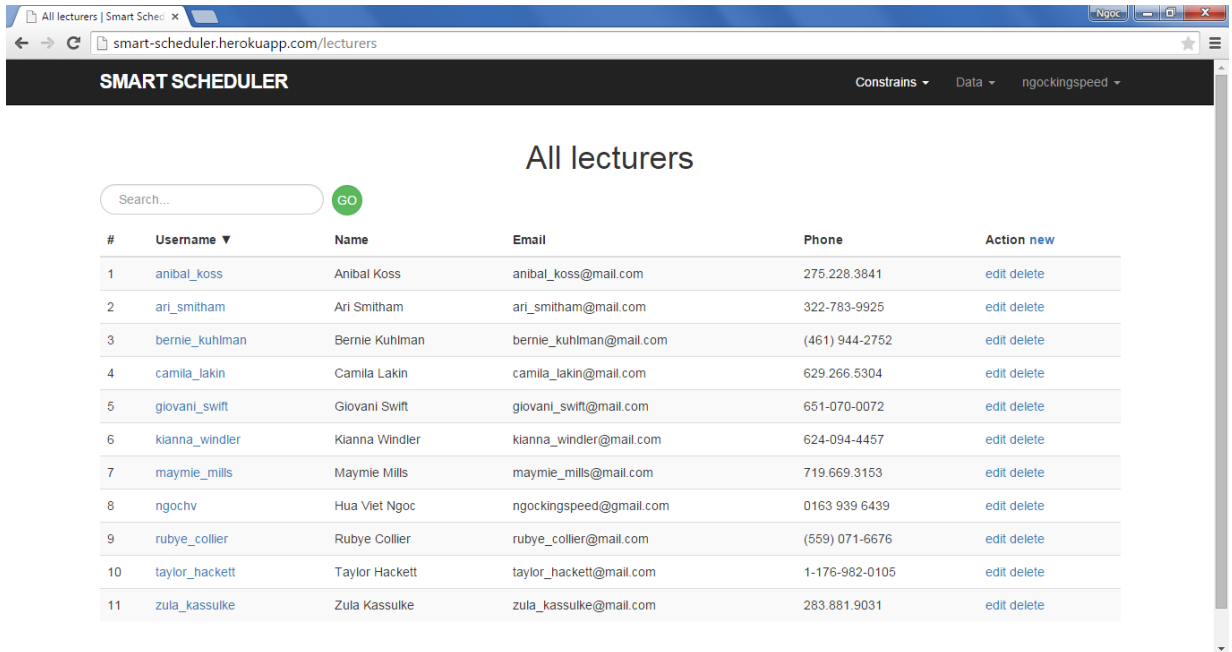 All lecturers | Smart Sched
Ngoc
smart-scheduler.herokuapp.com/lecturers
SMART SCHEDULER Constrains Data ngockingspeed
All lecturers
Search... GO
# Username ▼ Name Email Phone Action new
1 anibal_koss Anibal Koss anibal_koss@mail.com 275.228.3841 edit delete
2 ari_smitham Ari Smitham ari_smitham@mail.com 322-783-9925 edit delete
3 bernie_kuhlman Bernie Kuhlman bernie_kuhlman@mail.com (461) 944-2752 edit delete
4 camila_lakin Camila Lakin camila_lakin@mail.com 629.266.5304 edit delete
5 giovani_swift Giovani Swift giovani_swift@mail.com 651-070-0072 edit delete
6 kianna_windler Kianna Windler kianna_windler@mail.com 624-094-4457 edit delete
7 maymie_mills Maymie Mills maymie_mills@mail.com 719.669.3153 edit delete
8 ngochv Hua Viet Ngoc ngockingspeed@gmail.com 0163 939 6439 edit delete
9 rubye_collier Rubye Collier rubye_collier@mail.com (559) 071-6676 edit delete
10 taylor_hackett Taylor Hackett taylor_hackett@mail.com 1-176-982-0105 edit delete
11 zula_kassulke Zula Kassulke zula_kassulke@mail.com 283.881.9031 edit delete